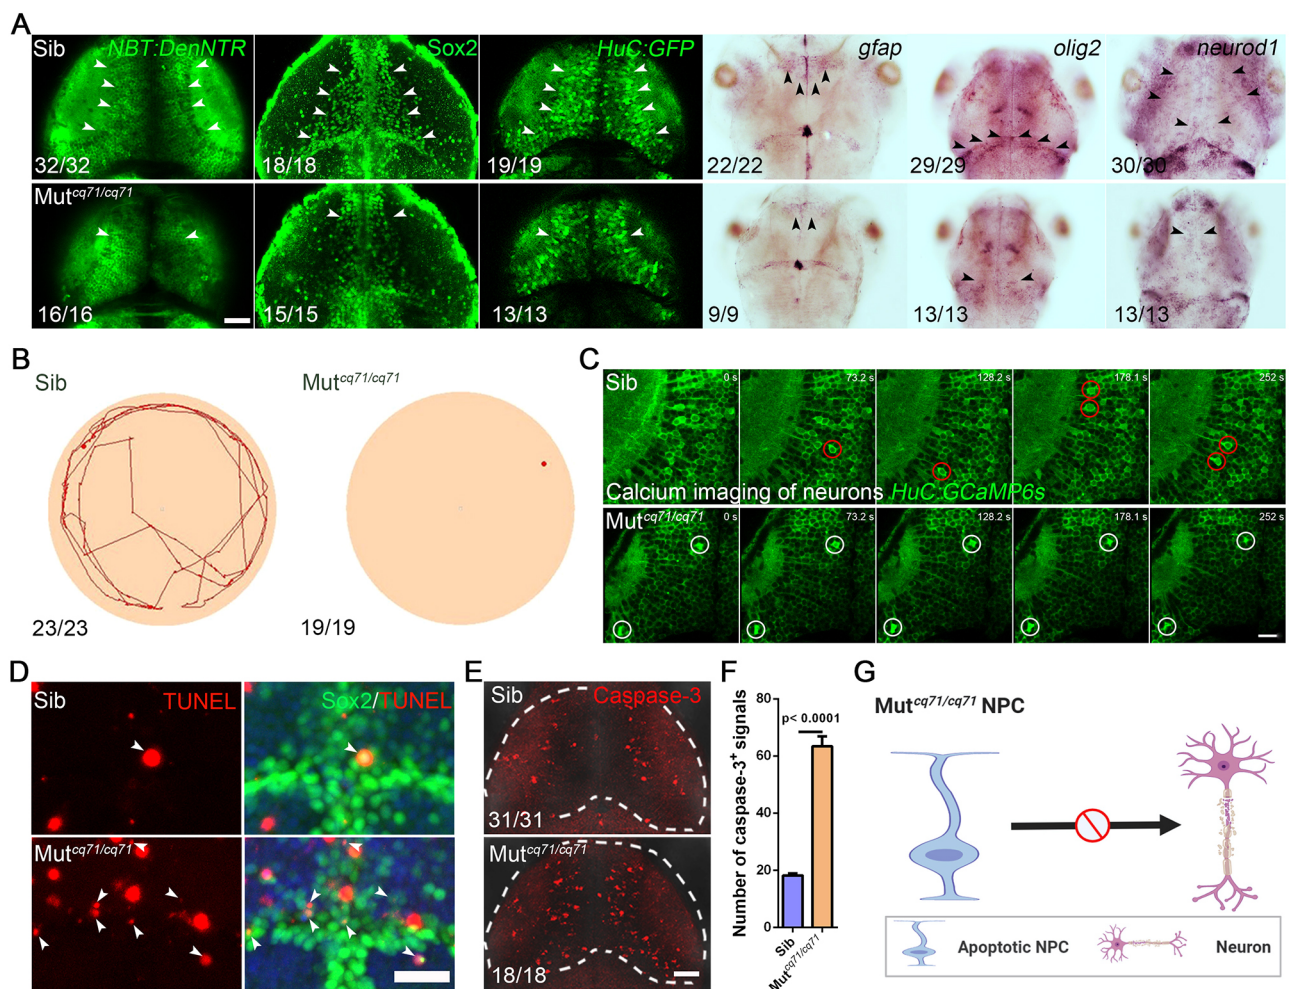 A
Sib
NBT:DenNTR
Sox2
HuC:GFP
gfap
olig2
neurod1
32/32
18/18
19/19
22/22
29/29
30/30
Mutcq71/cq71
16/16
15/15
13/13
9/9
13/13
13/13
B
Sib
Mutcq71/cq71
23/23
19/19
C
Sib
0 s
73.2 s
128.2 s
178.1 s
252 s
Calcium imaging of neurons HuC:GCaMP6s
Mutcq71/cq71
0 s
73.2 s
128.2 s
178.1 s
252 s
D
Sib
TUNEL
Sox2/TUNEL
Mutcq71/cq71
E
Sib
Caspase-3
31/31
Mutcq71/cq71
18/18
F
Number of caspase-3+ signals
80
60
40
20
0
p< 0.0001
Sib
Mutcq71/cq71
G
Mutcq71/cq71 NPC
Apoptotic NPC
Neuron